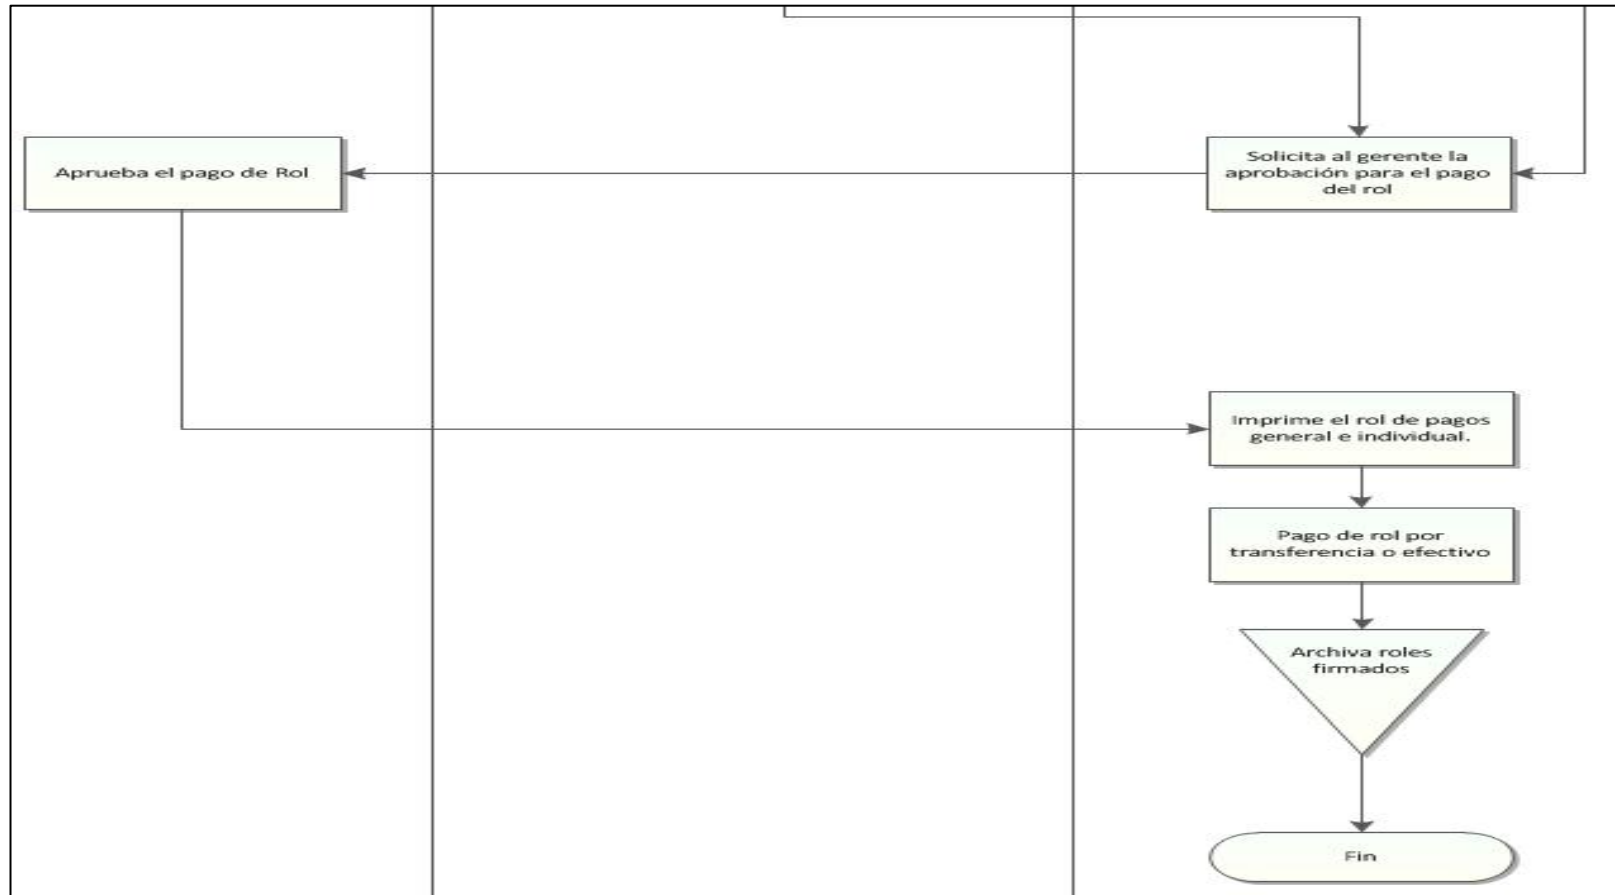 Aprueba el pago de Rol
Solicita al gerente la
aprobación para el pago
del rol
Imprime el rol de pagos
general e individual.
Pago de rol por
transferencia o efectivo
Archiva roles
firmados
Fin